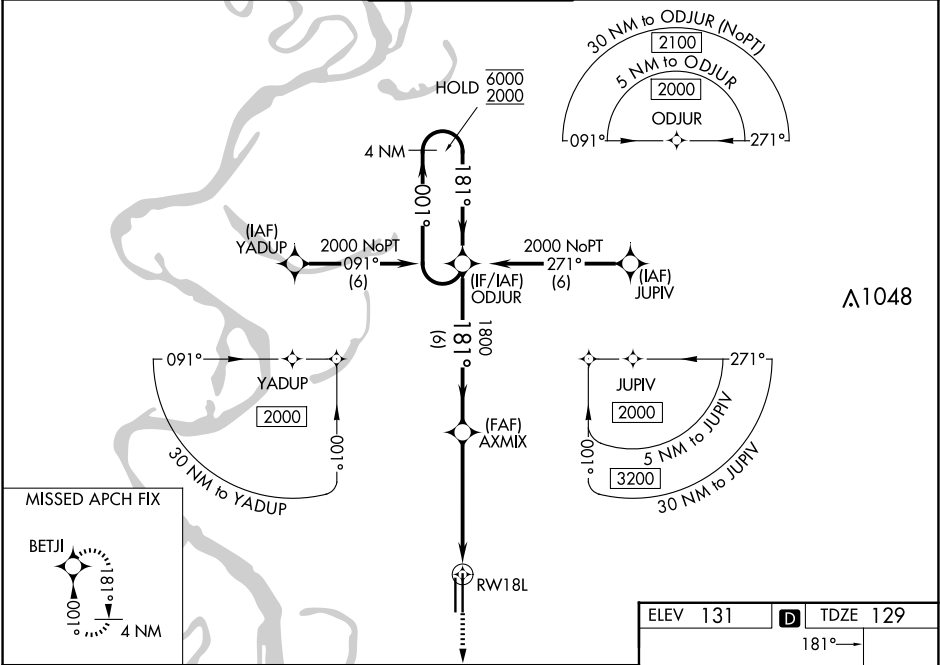 30 NM to ODJUR (NoPT)
2100
5 NM to ODJUR
2000
ODJUR
091°
271°
HOLD 6000
2000
4 NM
001°
181°
(IAF)
YADUP
2000 NoPT
091°
(6)
(IF/IAF)
ODJUR
2000 NoPT
271°
(6)
(IAF)
JUPIV
1048
1800
181°
(6)
091°
YADUP
2000
001°
30 NM to YADUP
271°
JUPIV
2000
001°
5 NM to JUPIV
3200
30 NM to JUPIV
(FAF)
AXMIX
MISSED APCH FIX
BETJI
181°
001°
4 NM
RW18L
ELEV 131 D TDZE 129
181°